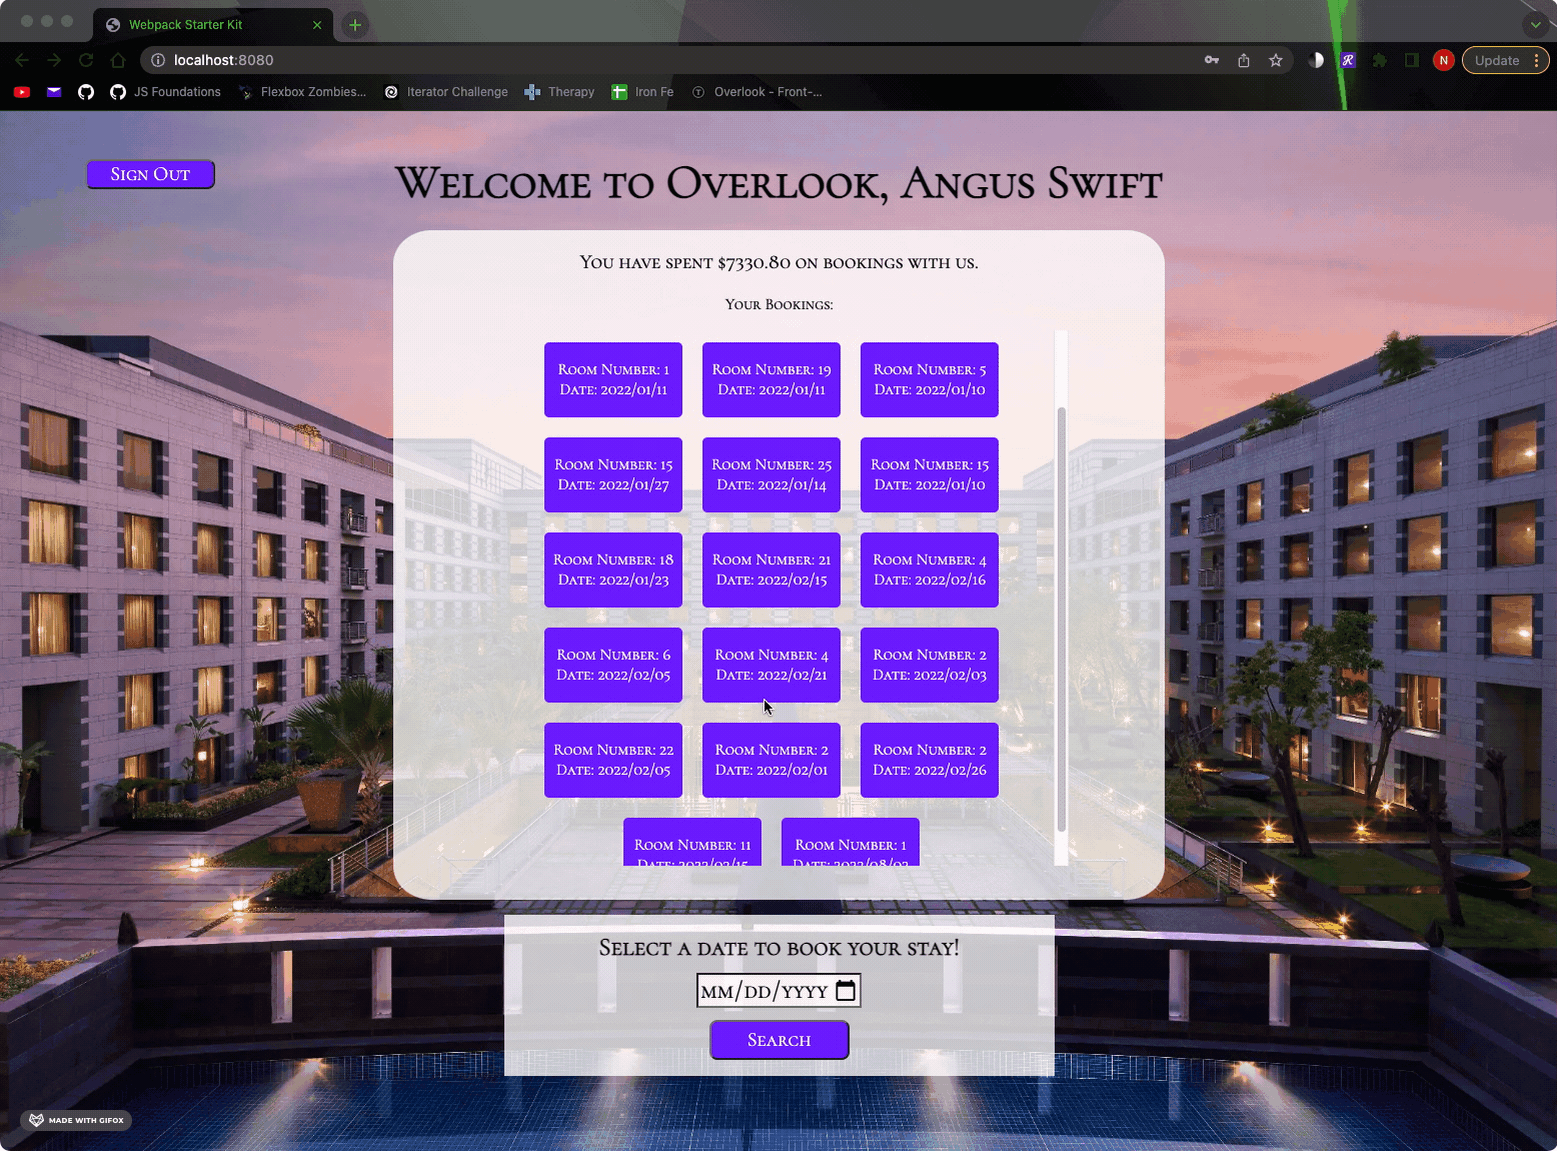 Webpack Starter Kit
localhost:8080
N
Update
JS Foundations
Flexbox Zombies...
Iterator Challenge
Therapy
Iron Fe
Overlook - Front-...
Sign Out
Welcome to Overlook, Angus Swift
You have spent $7330.80 on bookings with us.
Your Bookings:
Room Number: 1
Date: 2022/01/11
Room Number: 19
Date: 2022/01/11
Room Number: 5
Date: 2022/01/10
Room Number: 15
Date: 2022/01/27
Room Number: 25
Date: 2022/01/14
Room Number: 15
Date: 2022/01/10
Room Number: 18
Date: 2022/01/23
Room Number: 21
Date: 2022/02/15
Room Number: 4
Date: 2022/02/16
Room Number: 6
Date: 2022/02/05
Room Number: 4
Date: 2022/02/21
Room Number: 2
Date: 2022/02/03
Room Number: 22
Date: 2022/02/05
Room Number: 2
Date: 2022/02/01
Room Number: 2
Date: 2022/02/26
Room Number: 11
Date:
Room Number: 1
Date:
Select a date to book your stay!
mm/dd/yyyy
Search
MADE WITH GIFOX